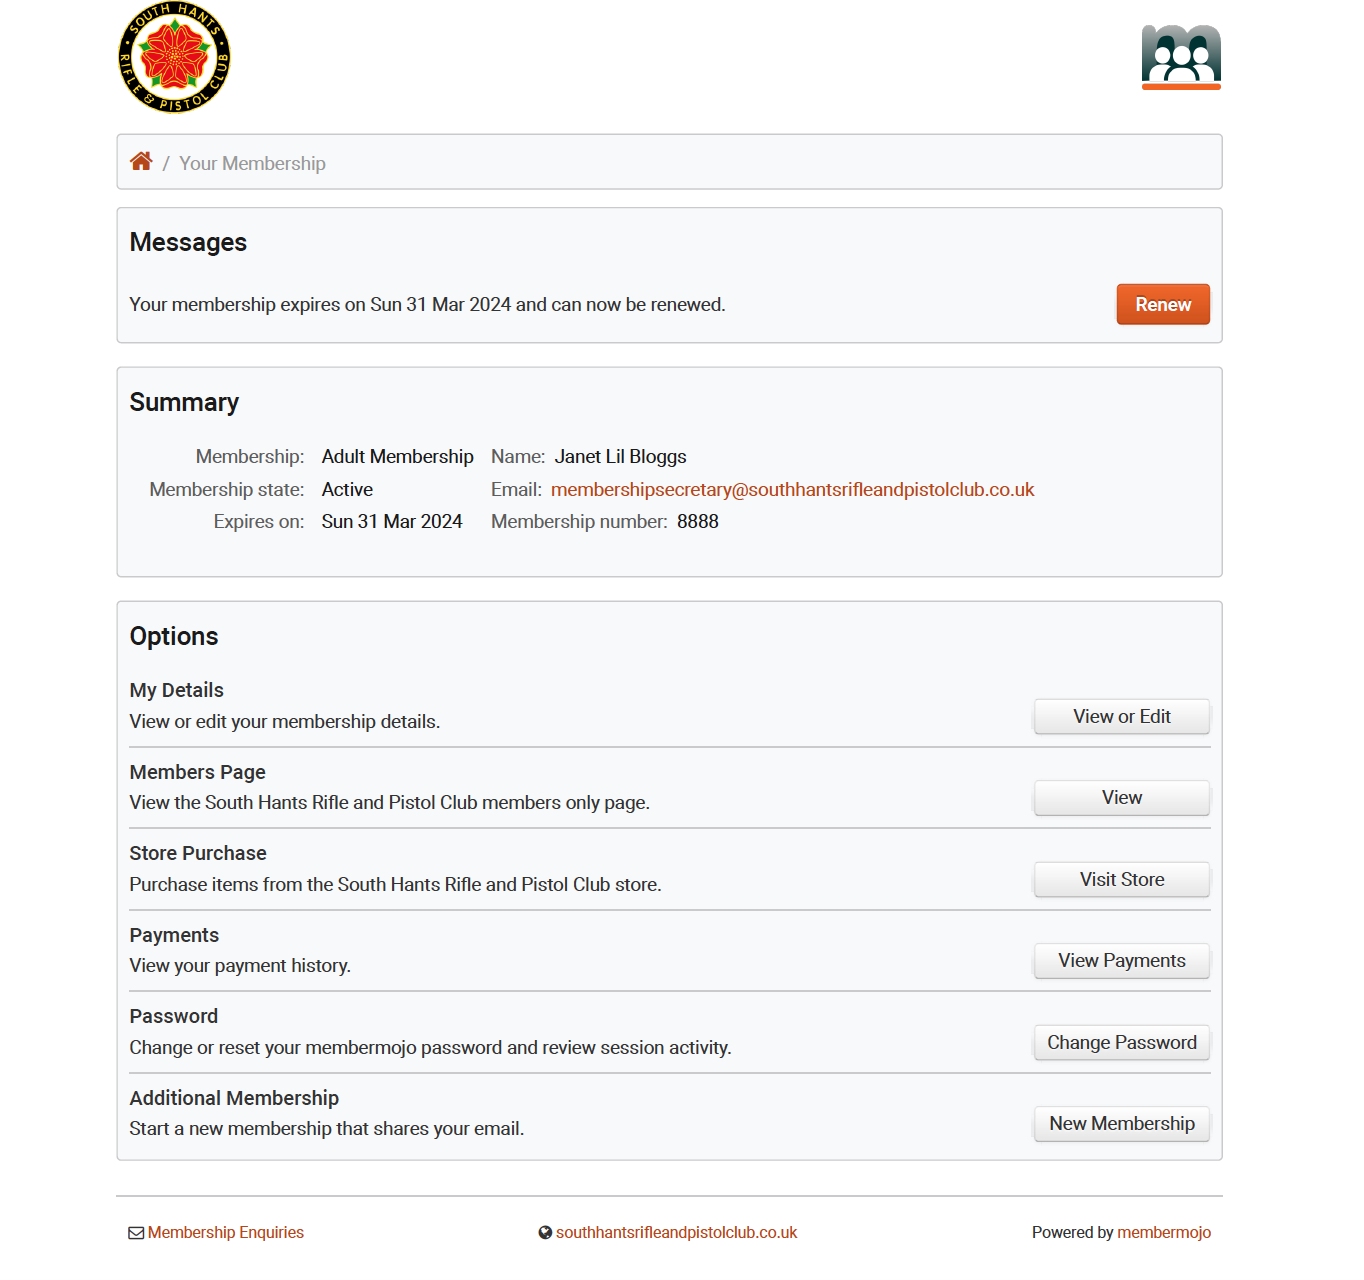 SOUTH HANTS
RIFLE & PISTOL CLUB
/ Your Membership
Messages
Your membership expires on Sun 31 Mar 2024 and can now be renewed.
Renew
Summary
Membership: Adult Membership Name: Janet Lil Bloggs
Membership state: Active Email: membershipsecretary@southhantsrifleandpistolclub.co.uk
Expires on: Sun 31 Mar 2024 Membership number: 8888
Options
My Details
View or edit your membership details.
View or Edit
Members Page
View the South Hants Rifle and Pistol Club members only page.
View
Store Purchase
Purchase items from the South Hants Rifle and Pistol Club store.
Visit Store
Payments
View your payment history.
View Payments
Password
Change or reset your membermojo password and review session activity.
Change Password
Additional Membership
Start a new membership that shares your email.
New Membership
Membership Enquiries southhantsrifleandpistolclub.co.uk Powered by membermojo